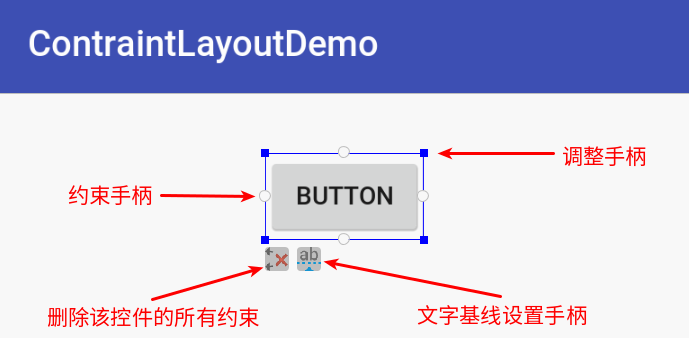 ContraintLayoutDemo
调整手柄
约束手柄
BUTTON
ab
删除该控件的所有约束
文字基线设置手柄